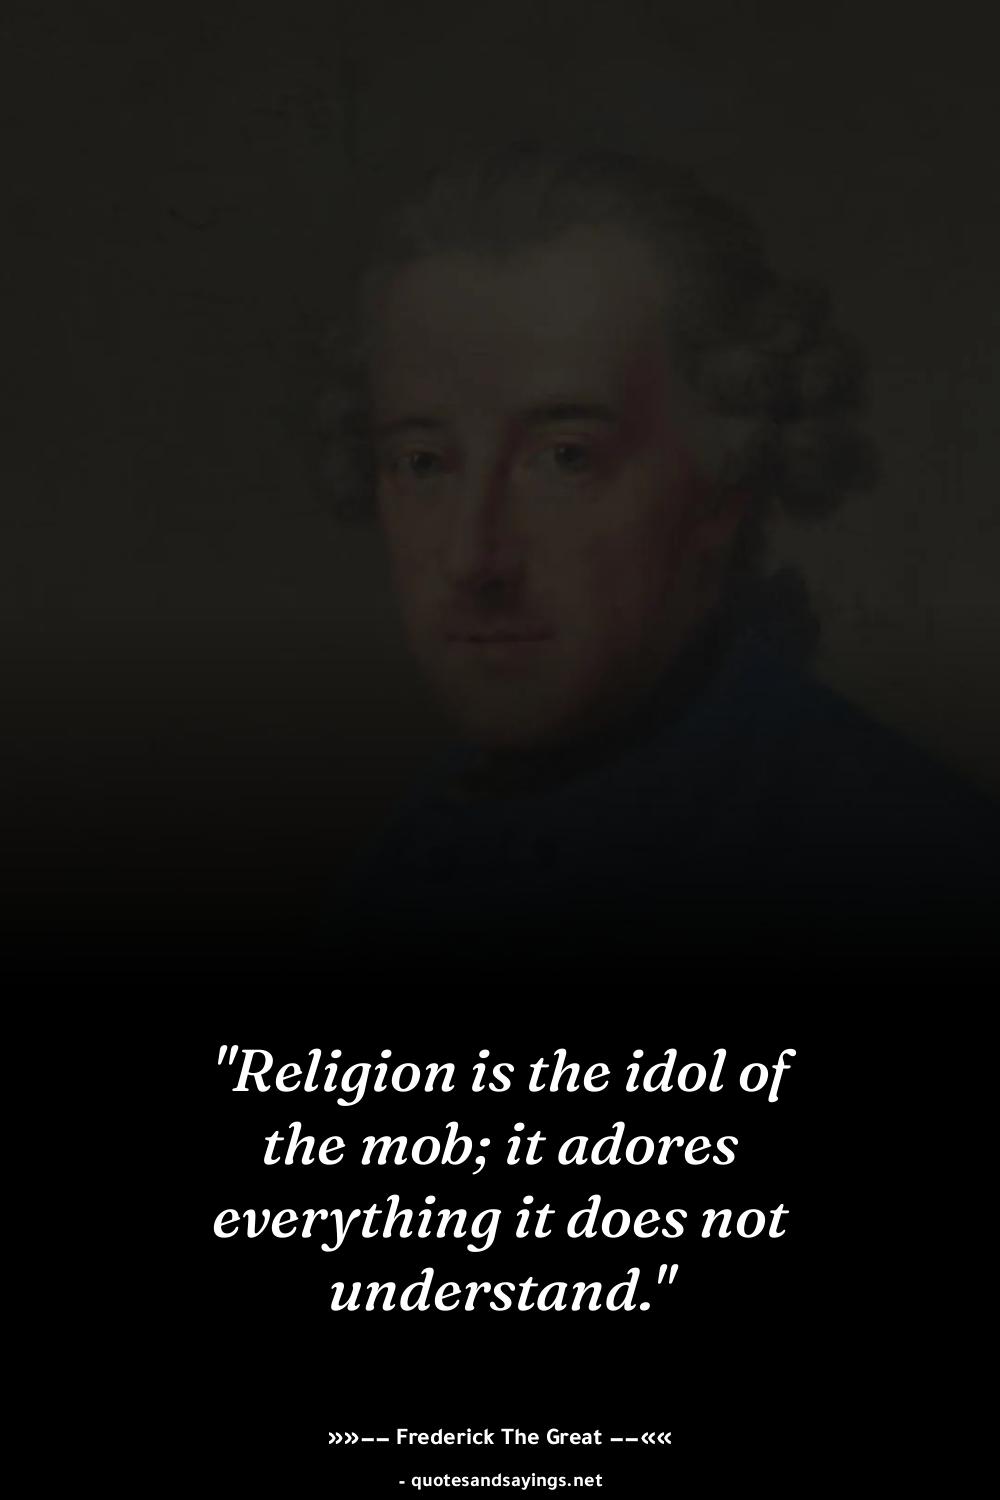 "Religion is the idol of
the mob; it adores
everything it does not
understand."
»»−− Frederick The Great −−««
- quotesandsayings.net